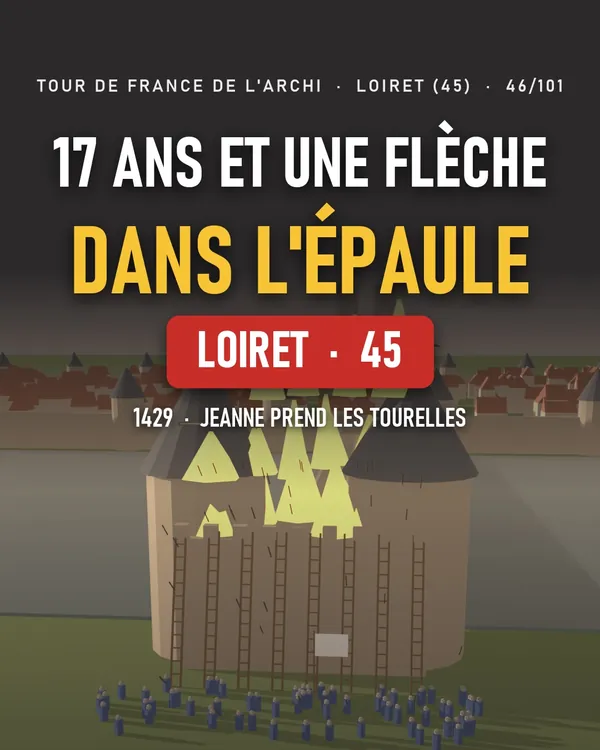 TOUR DE FRANCE DE L'ARCHI · LOIRET (45) · 46/101
17 ANS ET UNE FLÈCHE
DANS L'ÉPAULE
LOIRET · 45
1429 · JEANNE PREND LES TOURELLES